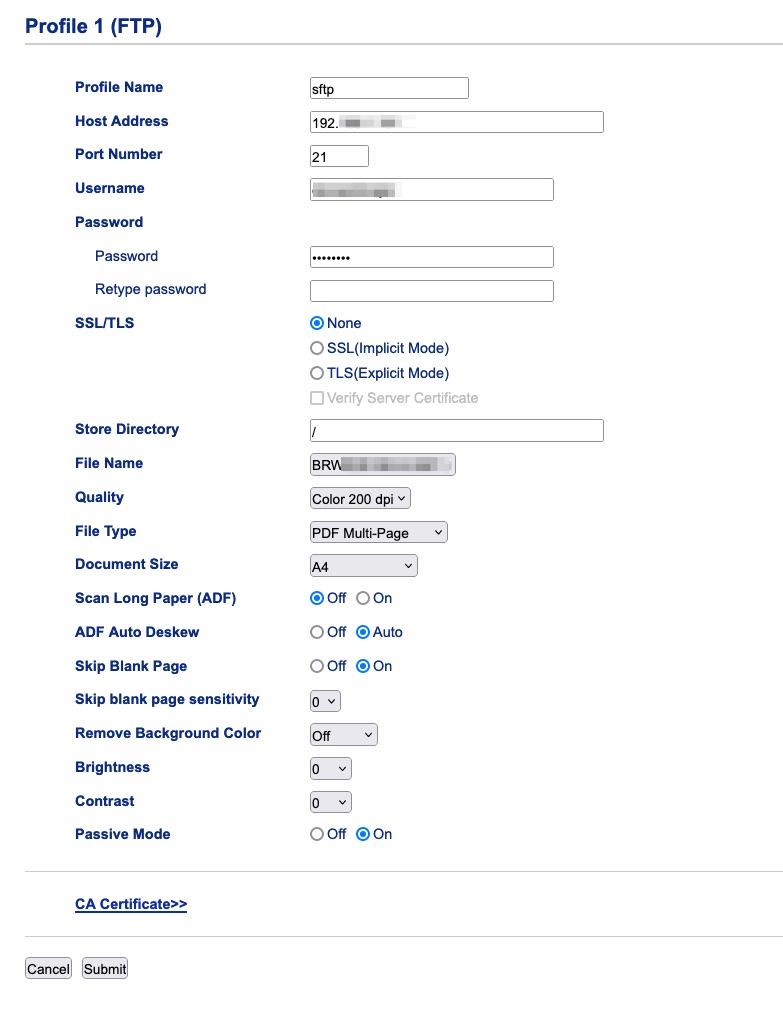 Profile 1 (FTP)
Profile Name sftp
Host Address 192.
Port Number 21
Username
Password
Password ••••••••
Retype password
SSL/TLS None
SSL(Implicit Mode)
TLS(Explicit Mode)
Verify Server Certificate
Store Directory /
File Name BRW
Quality Color 200 dpi
File Type PDF Multi-Page
Document Size A4
Scan Long Paper (ADF) Off On
ADF Auto Deskew Off Auto
Skip Blank Page Off On
Skip blank page sensitivity 0
Remove Background Color Off
Brightness 0
Contrast 0
Passive Mode Off On
CA Certificate>>
Cancel Submit